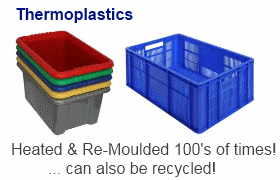 Thermoplastics
Heated & Re-Moulded 100's of times!
... can also be recycled!